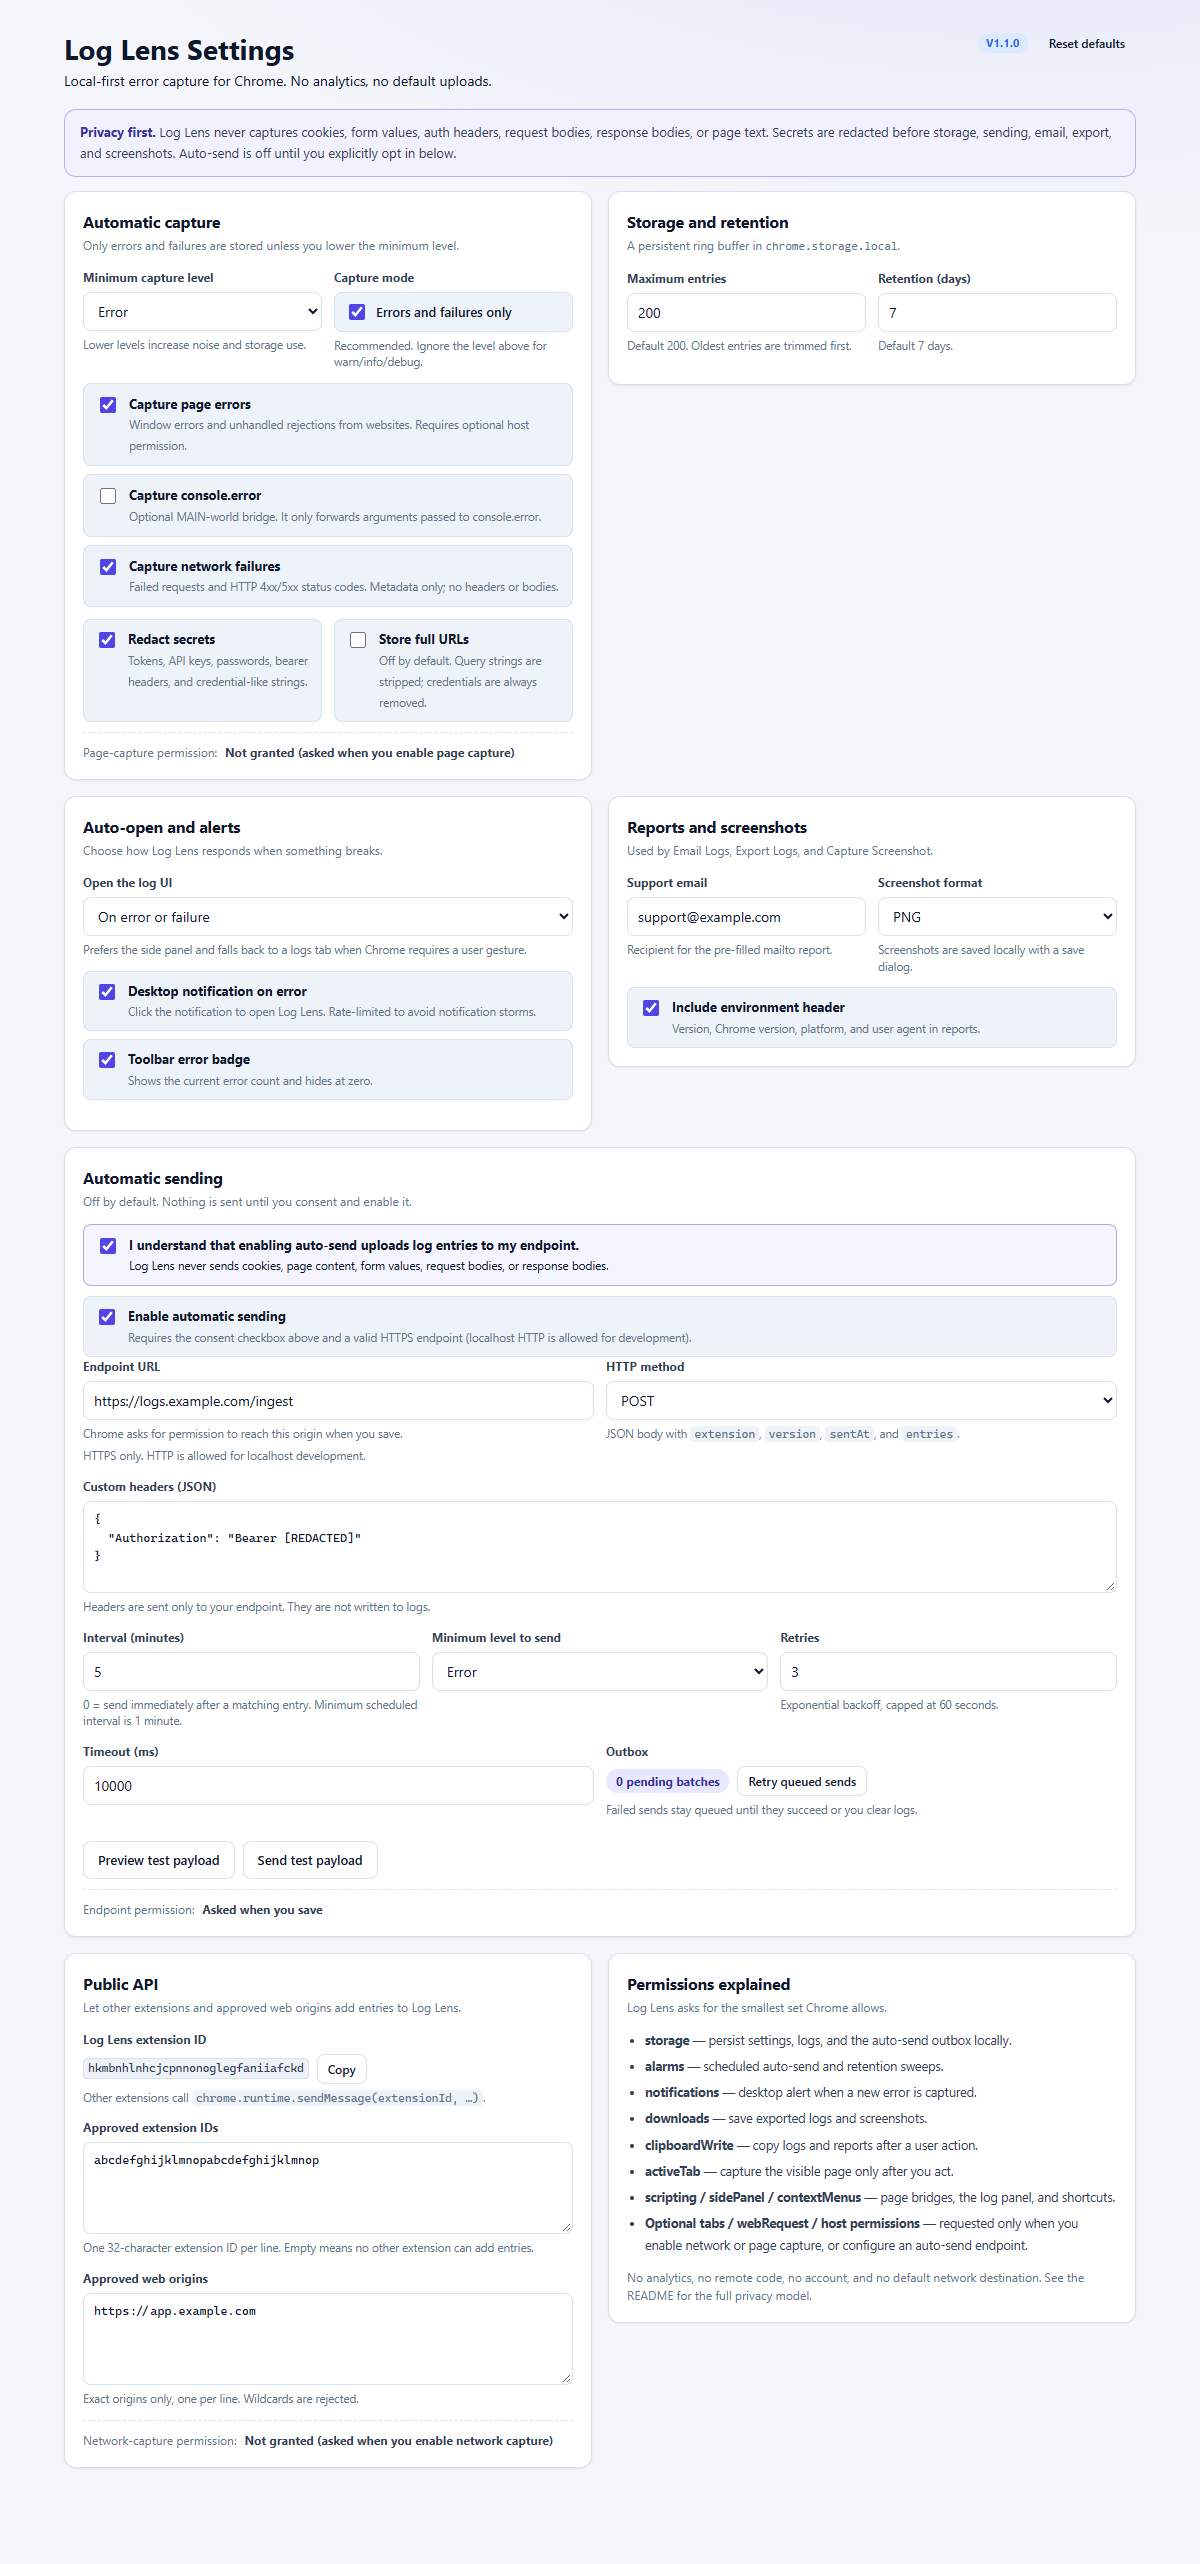 Log Lens Settings
V1.1.0
Reset defaults
Local-first error capture for Chrome. No analytics, no default uploads.
Privacy first. Log Lens never captures cookies, form values, auth headers, request bodies, response bodies, or page text. Secrets are redacted before storage, sending, email, export,
and screenshots. Auto-send is off until you explicitly opt in below.
Automatic capture
Only errors and failures are stored unless you lower the minimum level.
Minimum capture level
Error
Lower levels increase noise and storage use.
Capture mode
Errors and failures only
Recommended. Ignore the level above for
warn/info/debug.
Capture page errors
Window errors and unhandled rejections from websites. Requires optional host
permission.
Capture console.error
Optional MAIN-world bridge. It only forwards arguments passed to console.error.
Capture network failures
Failed requests and HTTP 4xx/5xx status codes. Metadata only; no headers or bodies.
Redact secrets
Tokens, API keys, passwords, bearer
headers, and credential-like strings.
Store full URLs
Off by default. Query strings are
stripped; credentials are always
removed.
Page-capture permission: Not granted (asked when you enable page capture)
Storage and retention
A persistent ring buffer in chrome.storage.local.
Maximum entries
200
Default 200. Oldest entries are trimmed first.
Retention (days)
7
Default 7 days.
Auto-open and alerts
Choose how Log Lens responds when something breaks.
Open the log UI
On error or failure
Prefers the side panel and falls back to a logs tab when Chrome requires a user gesture.
Desktop notification on error
Click the notification to open Log Lens. Rate-limited to avoid notification storms.
Toolbar error badge
Shows the current error count and hides at zero.
Reports and screenshots
Used by Email Logs, Export Logs, and Capture Screenshot.
Support email
support@example.com
Recipient for the pre-filled mailto report.
Screenshot format
PNG
Screenshots are saved locally with a save
dialog.
Include environment header
Version, Chrome version, platform, and user agent in reports.
Automatic sending
Off by default. Nothing is sent until you consent and enable it.
I understand that enabling auto-send uploads log entries to my endpoint.
Log Lens never sends cookies, page content, form values, request bodies, or response bodies.
Enable automatic sending
Requires the consent checkbox above and a valid HTTPS endpoint (localhost HTTP is allowed for development).
Endpoint URL
https://logs.example.com/ingest
Chrome asks for permission to reach this origin when you save.
HTTPS only. HTTP is allowed for localhost development.
HTTP method
POST
JSON body with extension, version, sentAt, and entries.
Custom headers (JSON)
{
"Authorization": "Bearer [REDACTED]"
}
Headers are sent only to your endpoint. They are not written to logs.
Interval (minutes)
5
0 = send immediately after a matching entry. Minimum scheduled
interval is 1 minute.
Minimum level to send
Error
Retries
3
Exponential backoff, capped at 60 seconds.
Timeout (ms)
10000
Outbox
0 pending batches
Retry queued sends
Failed sends stay queued until they succeed or you clear logs.
Preview test payload
Send test payload
Endpoint permission: Asked when you save
Public API
Let other extensions and approved web origins add entries to Log Lens.
Log Lens extension ID
hkmbnhlnhcjcpnnonoglegfaniiafckd
Copy
Other extensions call chrome.runtime.sendMessage(extensionId, …).
Approved extension IDs
abcdefghijklmnopabcdefghijklmnop
One 32-character extension ID per line. Empty means no other extension can add entries.
Approved web origins
https://app.example.com
Exact origins only, one per line. Wildcards are rejected.
Network-capture permission: Not granted (asked when you enable network capture)
Permissions explained
Log Lens asks for the smallest set Chrome allows.
• storage — persist settings, logs, and the auto-send outbox locally.
• alarms — scheduled auto-send and retention sweeps.
• notifications — desktop alert when a new error is captured.
• downloads — save exported logs and screenshots.
• clipboardWrite — copy logs and reports after a user action.
• activeTab — capture the visible page only after you act.
• scripting / sidePanel / contextMenus — page bridges, the log panel, and shortcuts.
• Optional tabs / webRequest / host permissions — requested only when you
enable network or page capture, or configure an auto-send endpoint.
No analytics, no remote code, no account, and no default network destination. See the
README for the full privacy model.